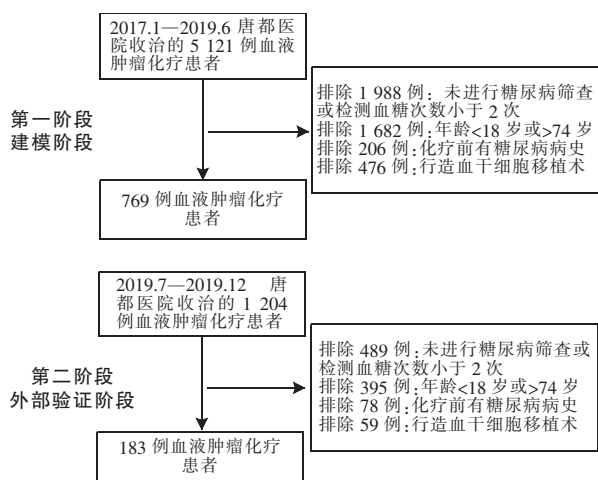 2017.1—2019.6 唐都医
院收治的 5 121 例血液
肿瘤化疗患者
第一阶段
建模阶段
排除 1 988 例：未进行糖尿病筛查
或检测血糖次数小于 2 次
排除 1 682 例:年龄<18 岁或>74 岁
排除 206 例:化疗前有糖尿病病史
排除 476 例:行造血干细胞移植术
769 例血液肿瘤化疗
患者
2019.7—2019.12 唐
都医院收治的 1 204
例血液肿瘤化疗患者
第二阶段
外部验证阶段
排除 489 例:未进行糖尿病筛查或
检测血糖次数小于 2 次
排除 395 例:年龄<18 岁或>74 岁
排除 78 例:化疗前有糖尿病病史
排除 59 例:行造血干细胞移植术
183 例血液肿瘤化疗
患者